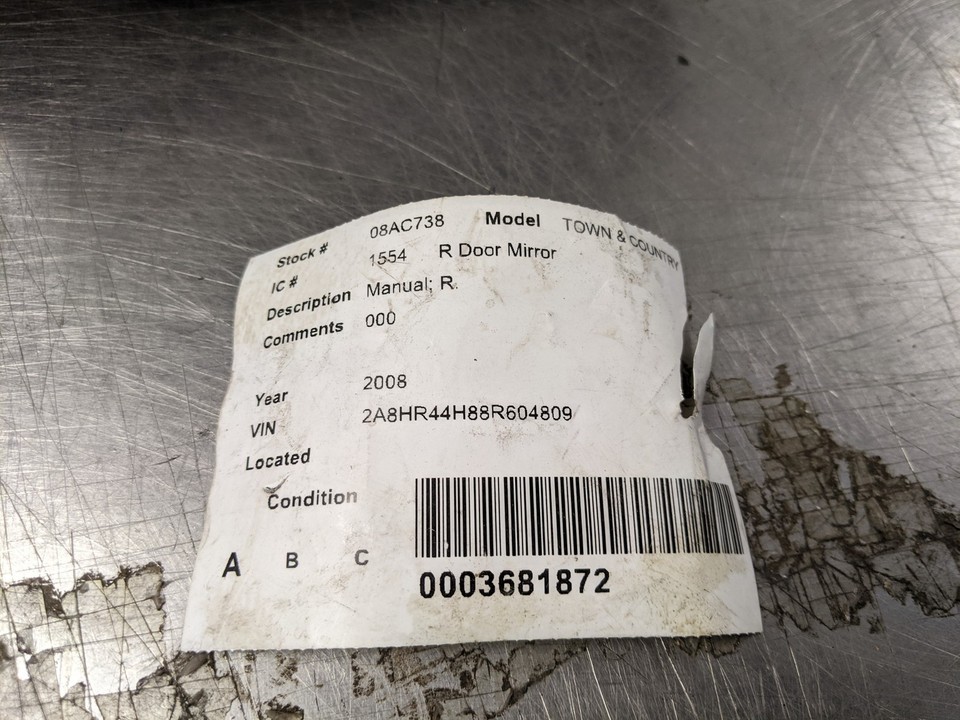 Stock # 08AC738 Model TOWN & COUNTRY
IC # 1554 R Door Mirror
Description Manual; R.
Comments 000
Year 2008
VIN 2A8HR44H88R604809
Located
Condition
A B C
0003681872